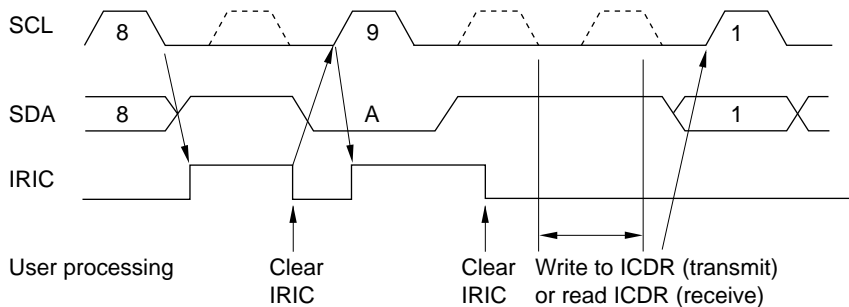 SCL 8 9 1
SDA 8 A 1
IRIC
User processing Clear IRIC Clear IRIC Write to ICDR (transmit) or read ICDR (receive)